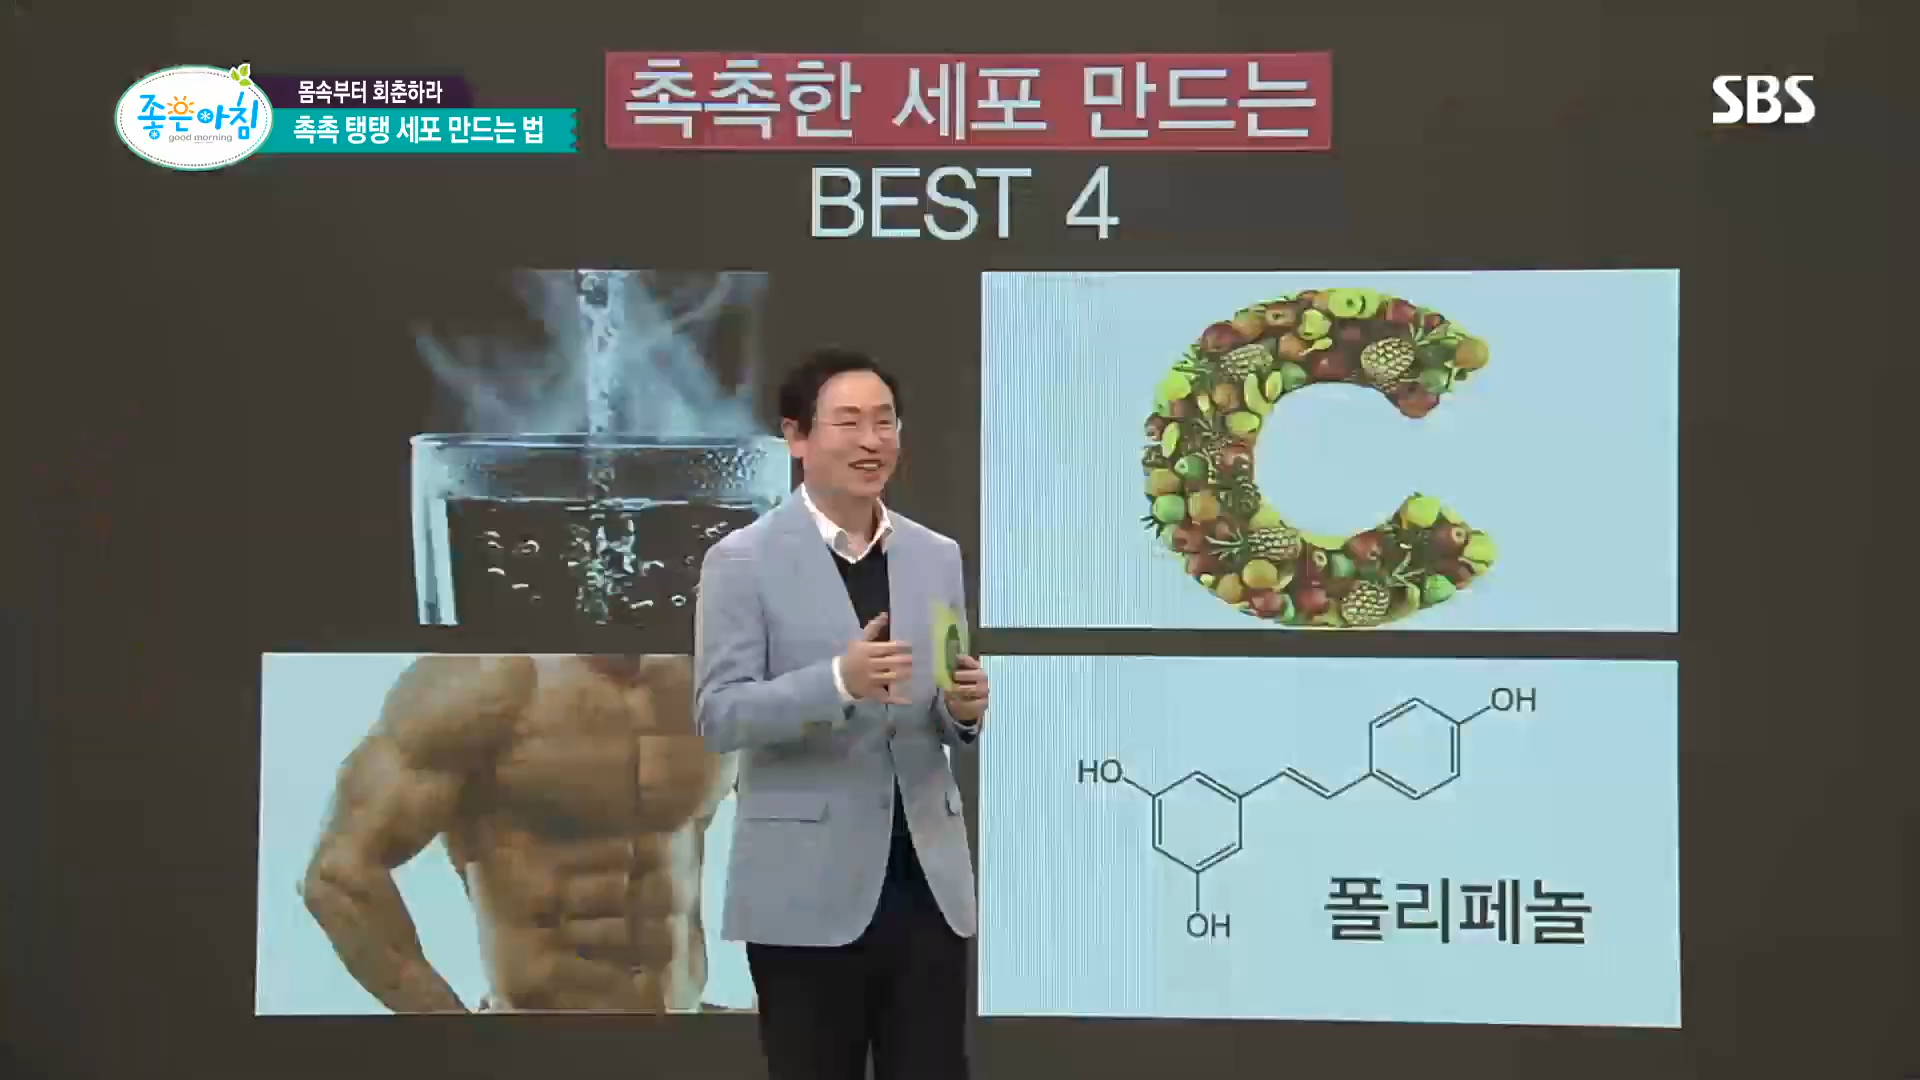 좋은아침
good morning
몸속부터 회춘하라
촉촉 탱탱 세포 만드는 법
촉촉한 세포 만드는
BEST 4
SBS
C
OH
HO
OH
폴리페놀